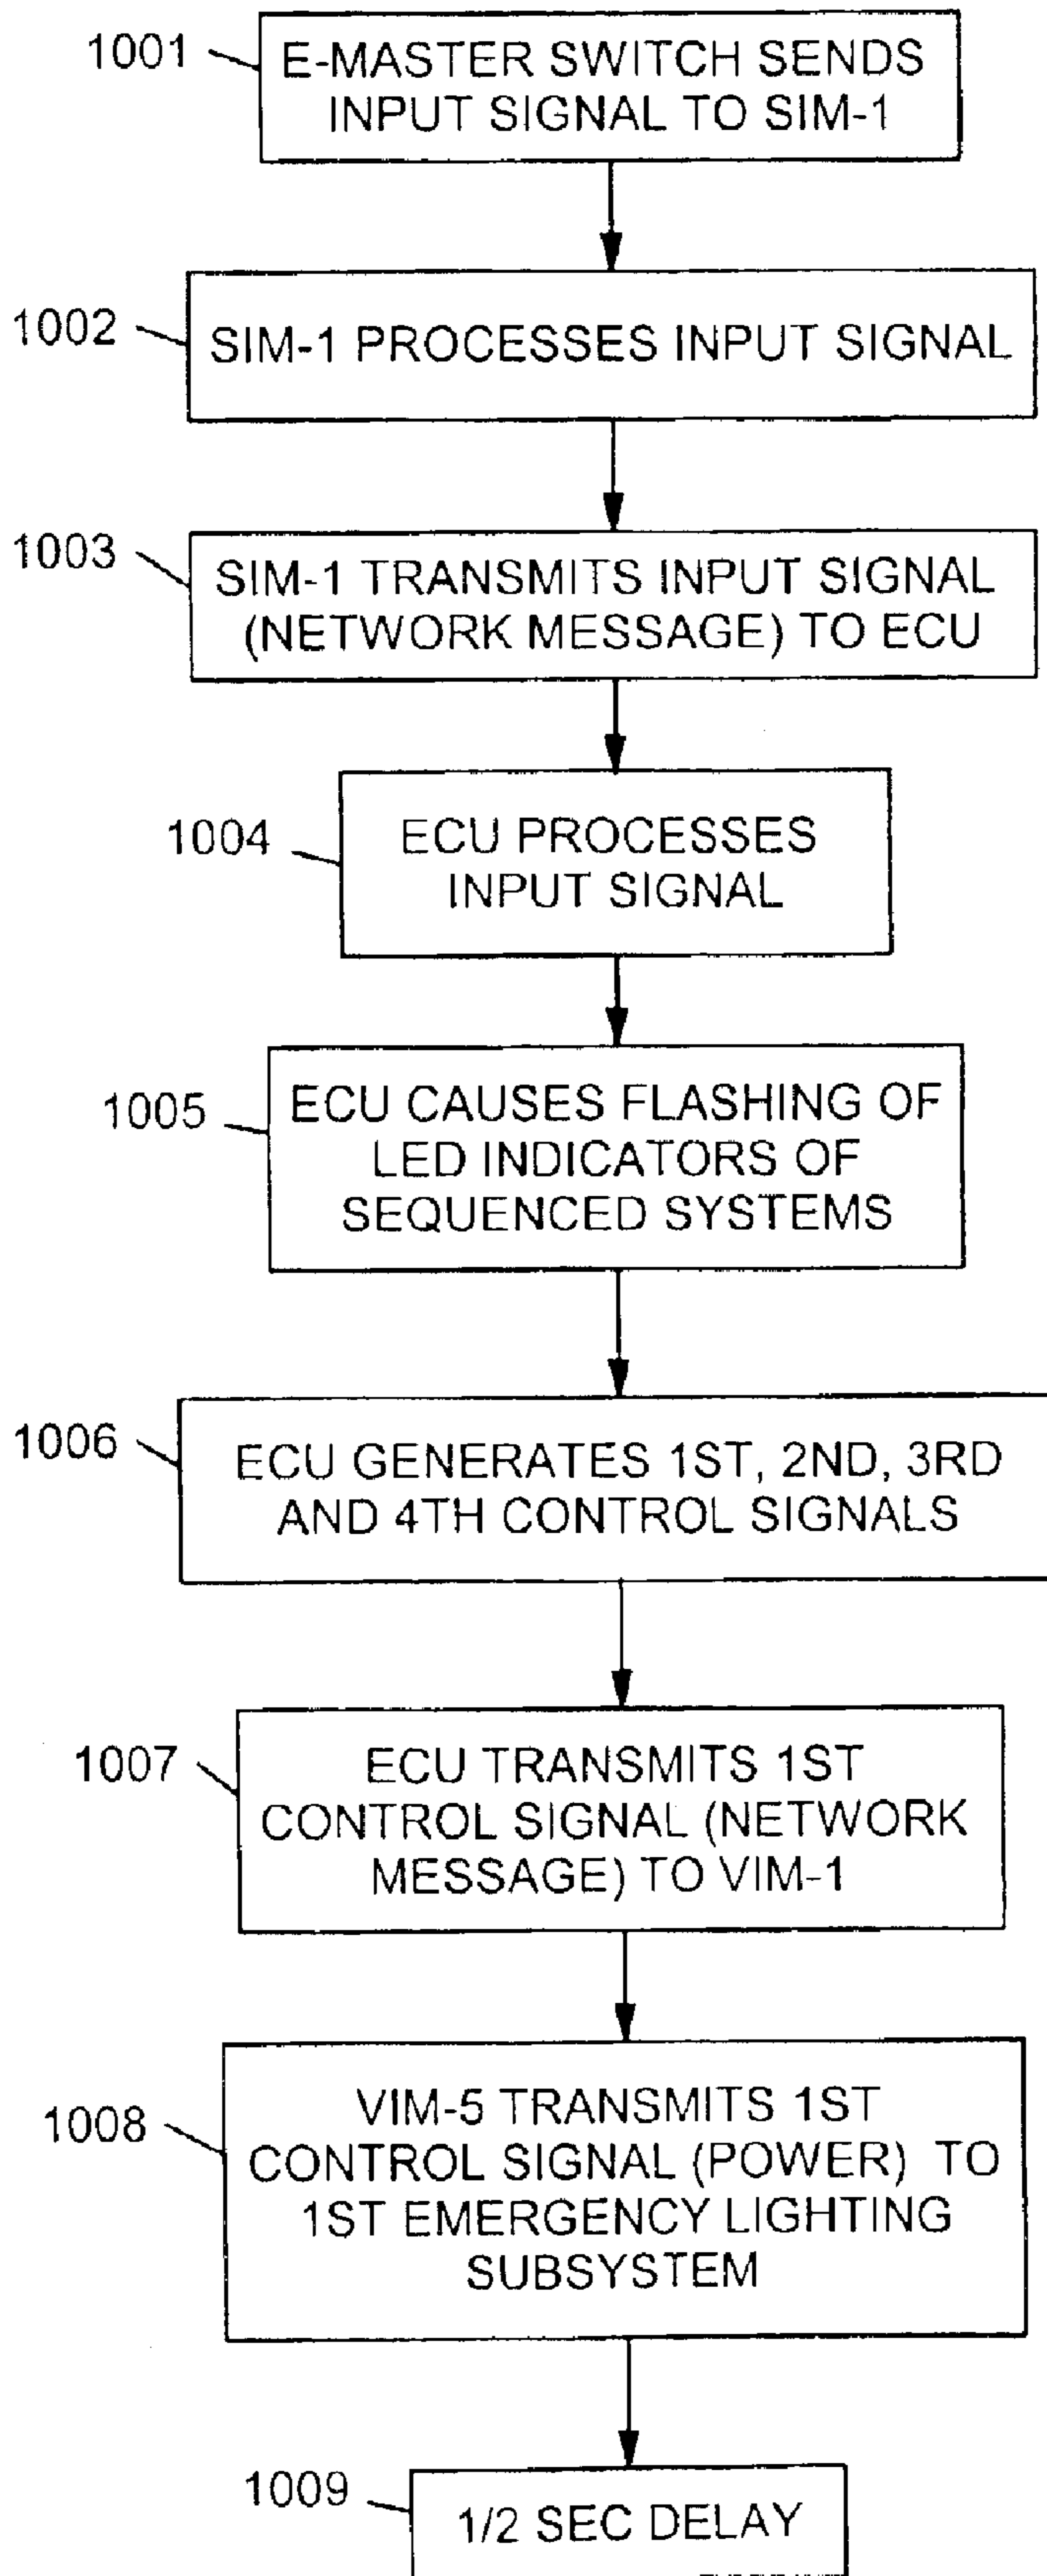 1001
E-MASTER SWITCH SENDS
INPUT SIGNAL TO SIM-1
1002
SIM-1 PROCESSES INPUT SIGNAL
1003
SIM-1 TRANSMITS INPUT SIGNAL
(NETWORK MESSAGE) TO ECU
1004
ECU PROCESSES
INPUT SIGNAL
1005
ECU CAUSES FLASHING OF
LED INDICATORS OF
SEQUENCED SYSTEMS
1006
ECU GENERATES 1ST, 2ND, 3RD
AND 4TH CONTROL SIGNALS
1007
ECU TRANSMITS 1ST
CONTROL SIGNAL (NETWORK
MESSAGE) TO VIM-1
1008
VIM-5 TRANSMITS 1ST
CONTROL SIGNAL (POWER) TO
1ST EMERGENCY LIGHTING
SUBSYSTEM
1009
1/2 SEC DELAY